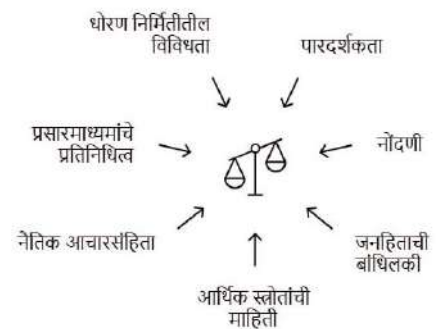 धोरण निर्मितीतील
विविधता
पारदर्शकता
प्रसारमाध्यमांचे
प्रतिनिधित्व
नोंदणी
नैतिक आचारसंहिता
जनहिताची
बांधिलकी
आर्थिक स्त्रोतांची
माहिती